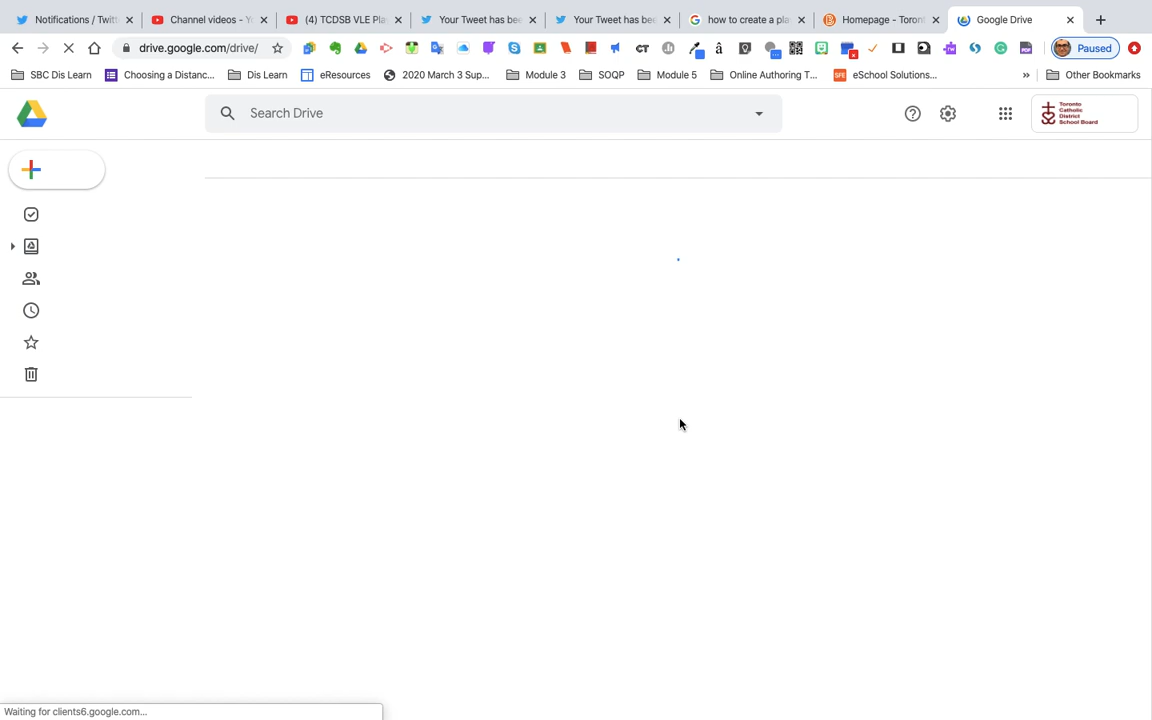 Notifications / Twitt
Channel videos - Y
(4) TCDSB VLE Pla
Your Tweet has bee
Your Tweet has bee
how to create a pla
Homepage - Toron
Google Drive
drive.google.com/drive/
Paused
SBC Dis Learn
Choosing a Distanc...
Dis Learn
eResources
2020 March 3 Sup...
Module 3
SOQP
Module 5
Online Authoring T...
SFE
eSchool Solutions...
»
Other Bookmarks
Search Drive
Toronto
Catholic
District
School Board
Waiting for clients6.google.com...